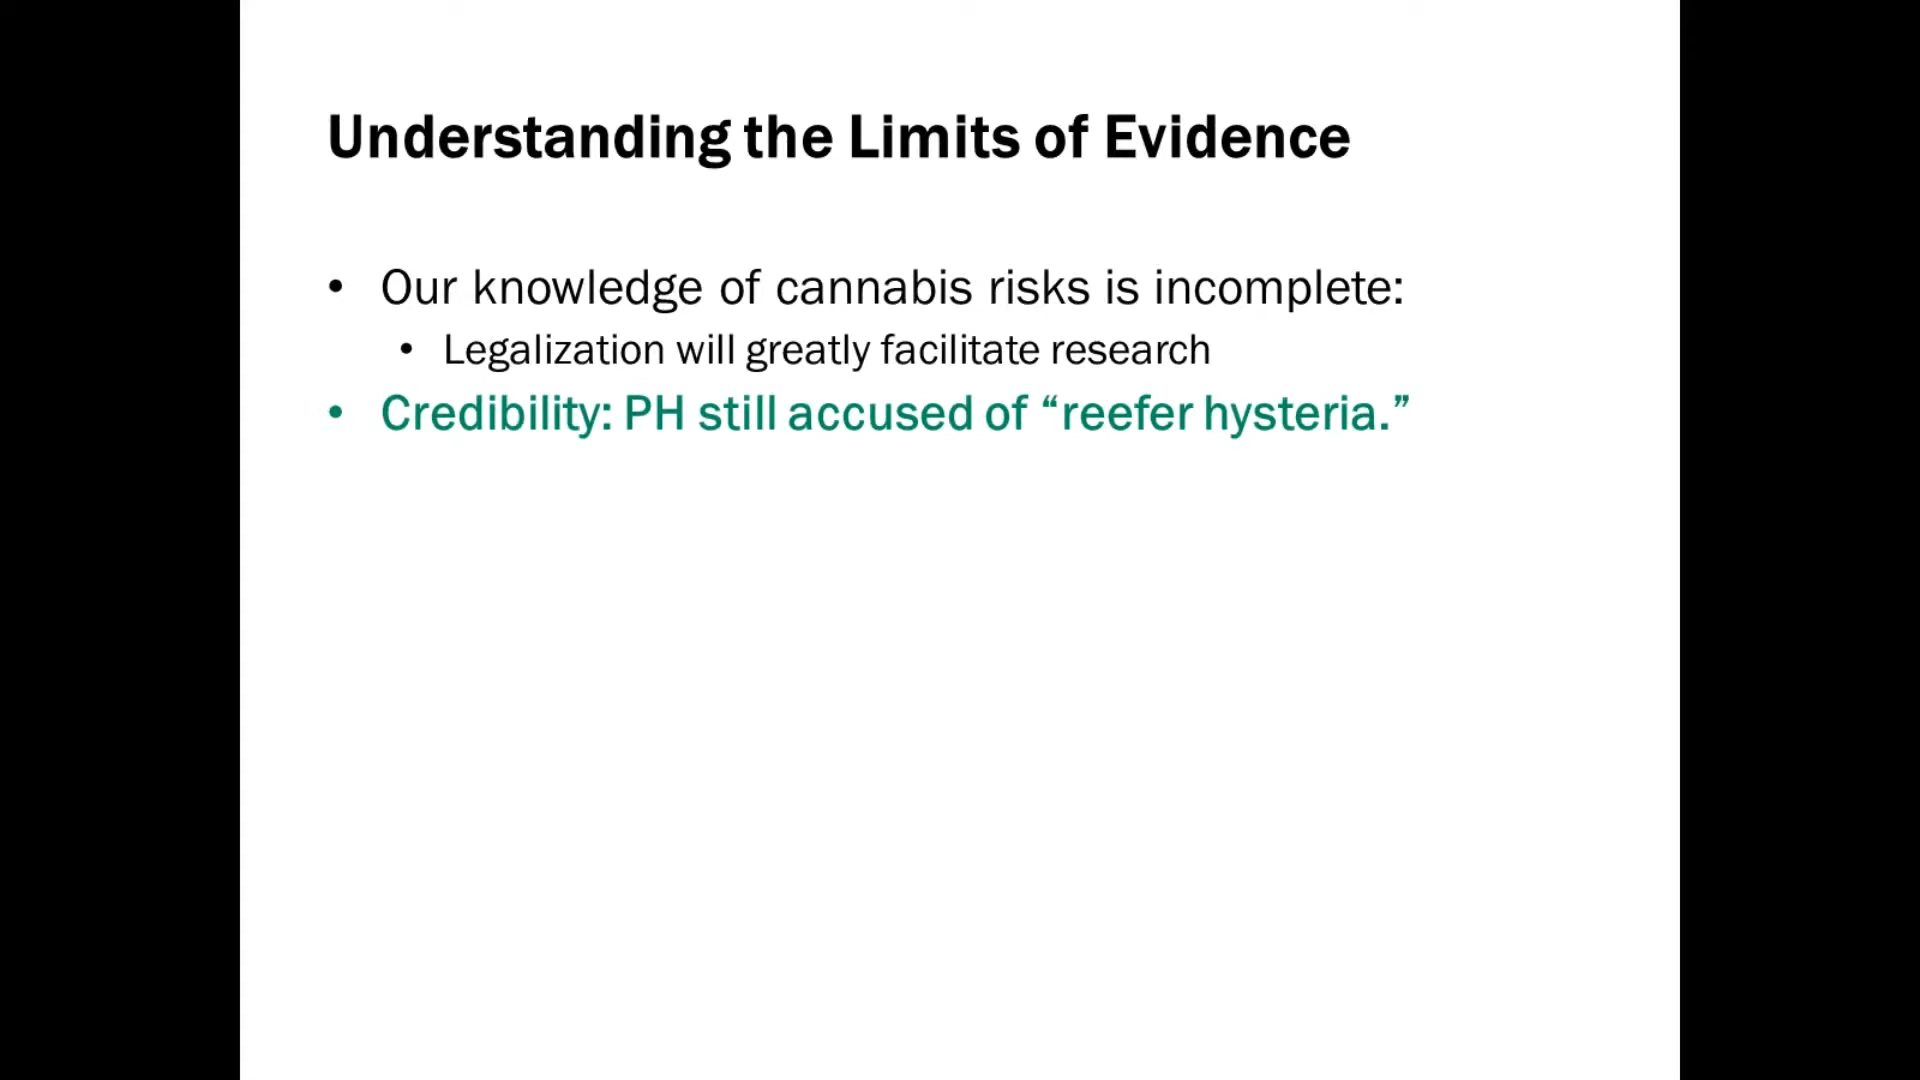 Understanding the Limits of Evidence
• Our knowledge of cannabis risks is incomplete:
• Legalization will greatly facilitate research
• Credibility: PH still accused of “reefer hysteria.”